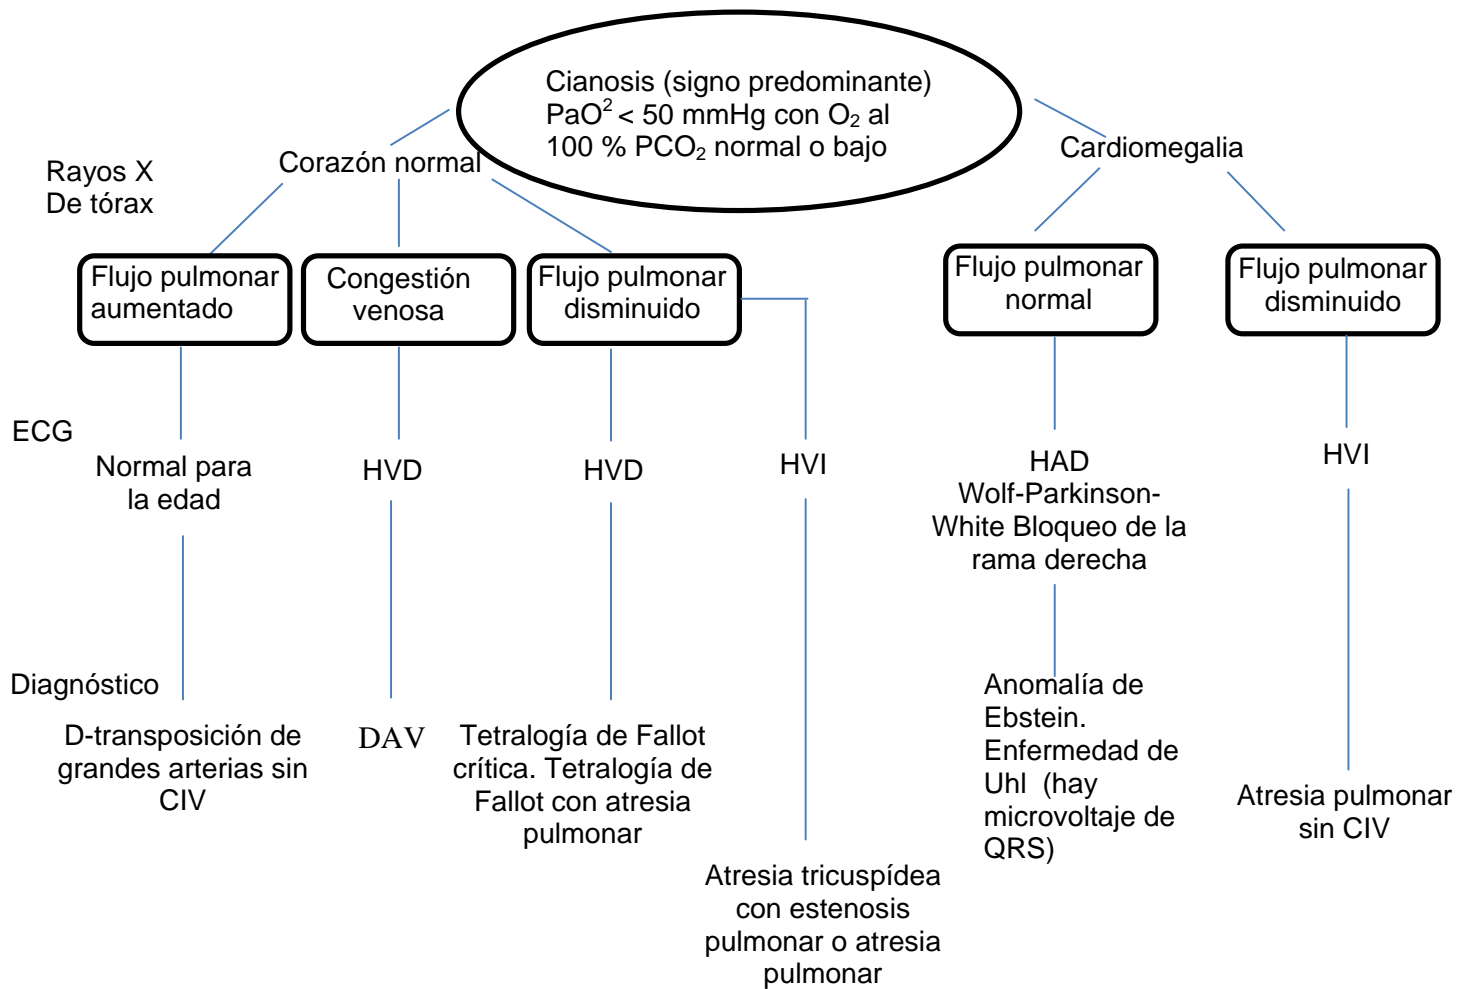 Cianosis (signo predominante)
PaO² < 50 mmHg con O₂ al
100 % PCO₂ normal o bajo
Rayos X
De tórax
Corazón normal
Cardiomegalia
Flujo pulmonar
aumentado
Congestión
venosa
Flujo pulmonar
disminuido
Flujo pulmonar
normal
Flujo pulmonar
disminuido
ECG
Normal para
la edad
HVD
HVD
HVI
HAD
Wolf-Parkinson-
White Bloqueo de la
rama derecha
HVI
Diagnóstico
D-transposición de
grandes arterias sin
CIV
DAV
Tetralogía de Fallot
crítica. Tetralogía de
Fallot con atresia
pulmonar
Atresia tricuspídea
con estenosis
pulmonar o atresia
pulmonar
Anomalía de
Ebstein.
Enfermedad de
Uhl (hay
microvoltaje de
QRS)
Atresia pulmonar
sin CIV